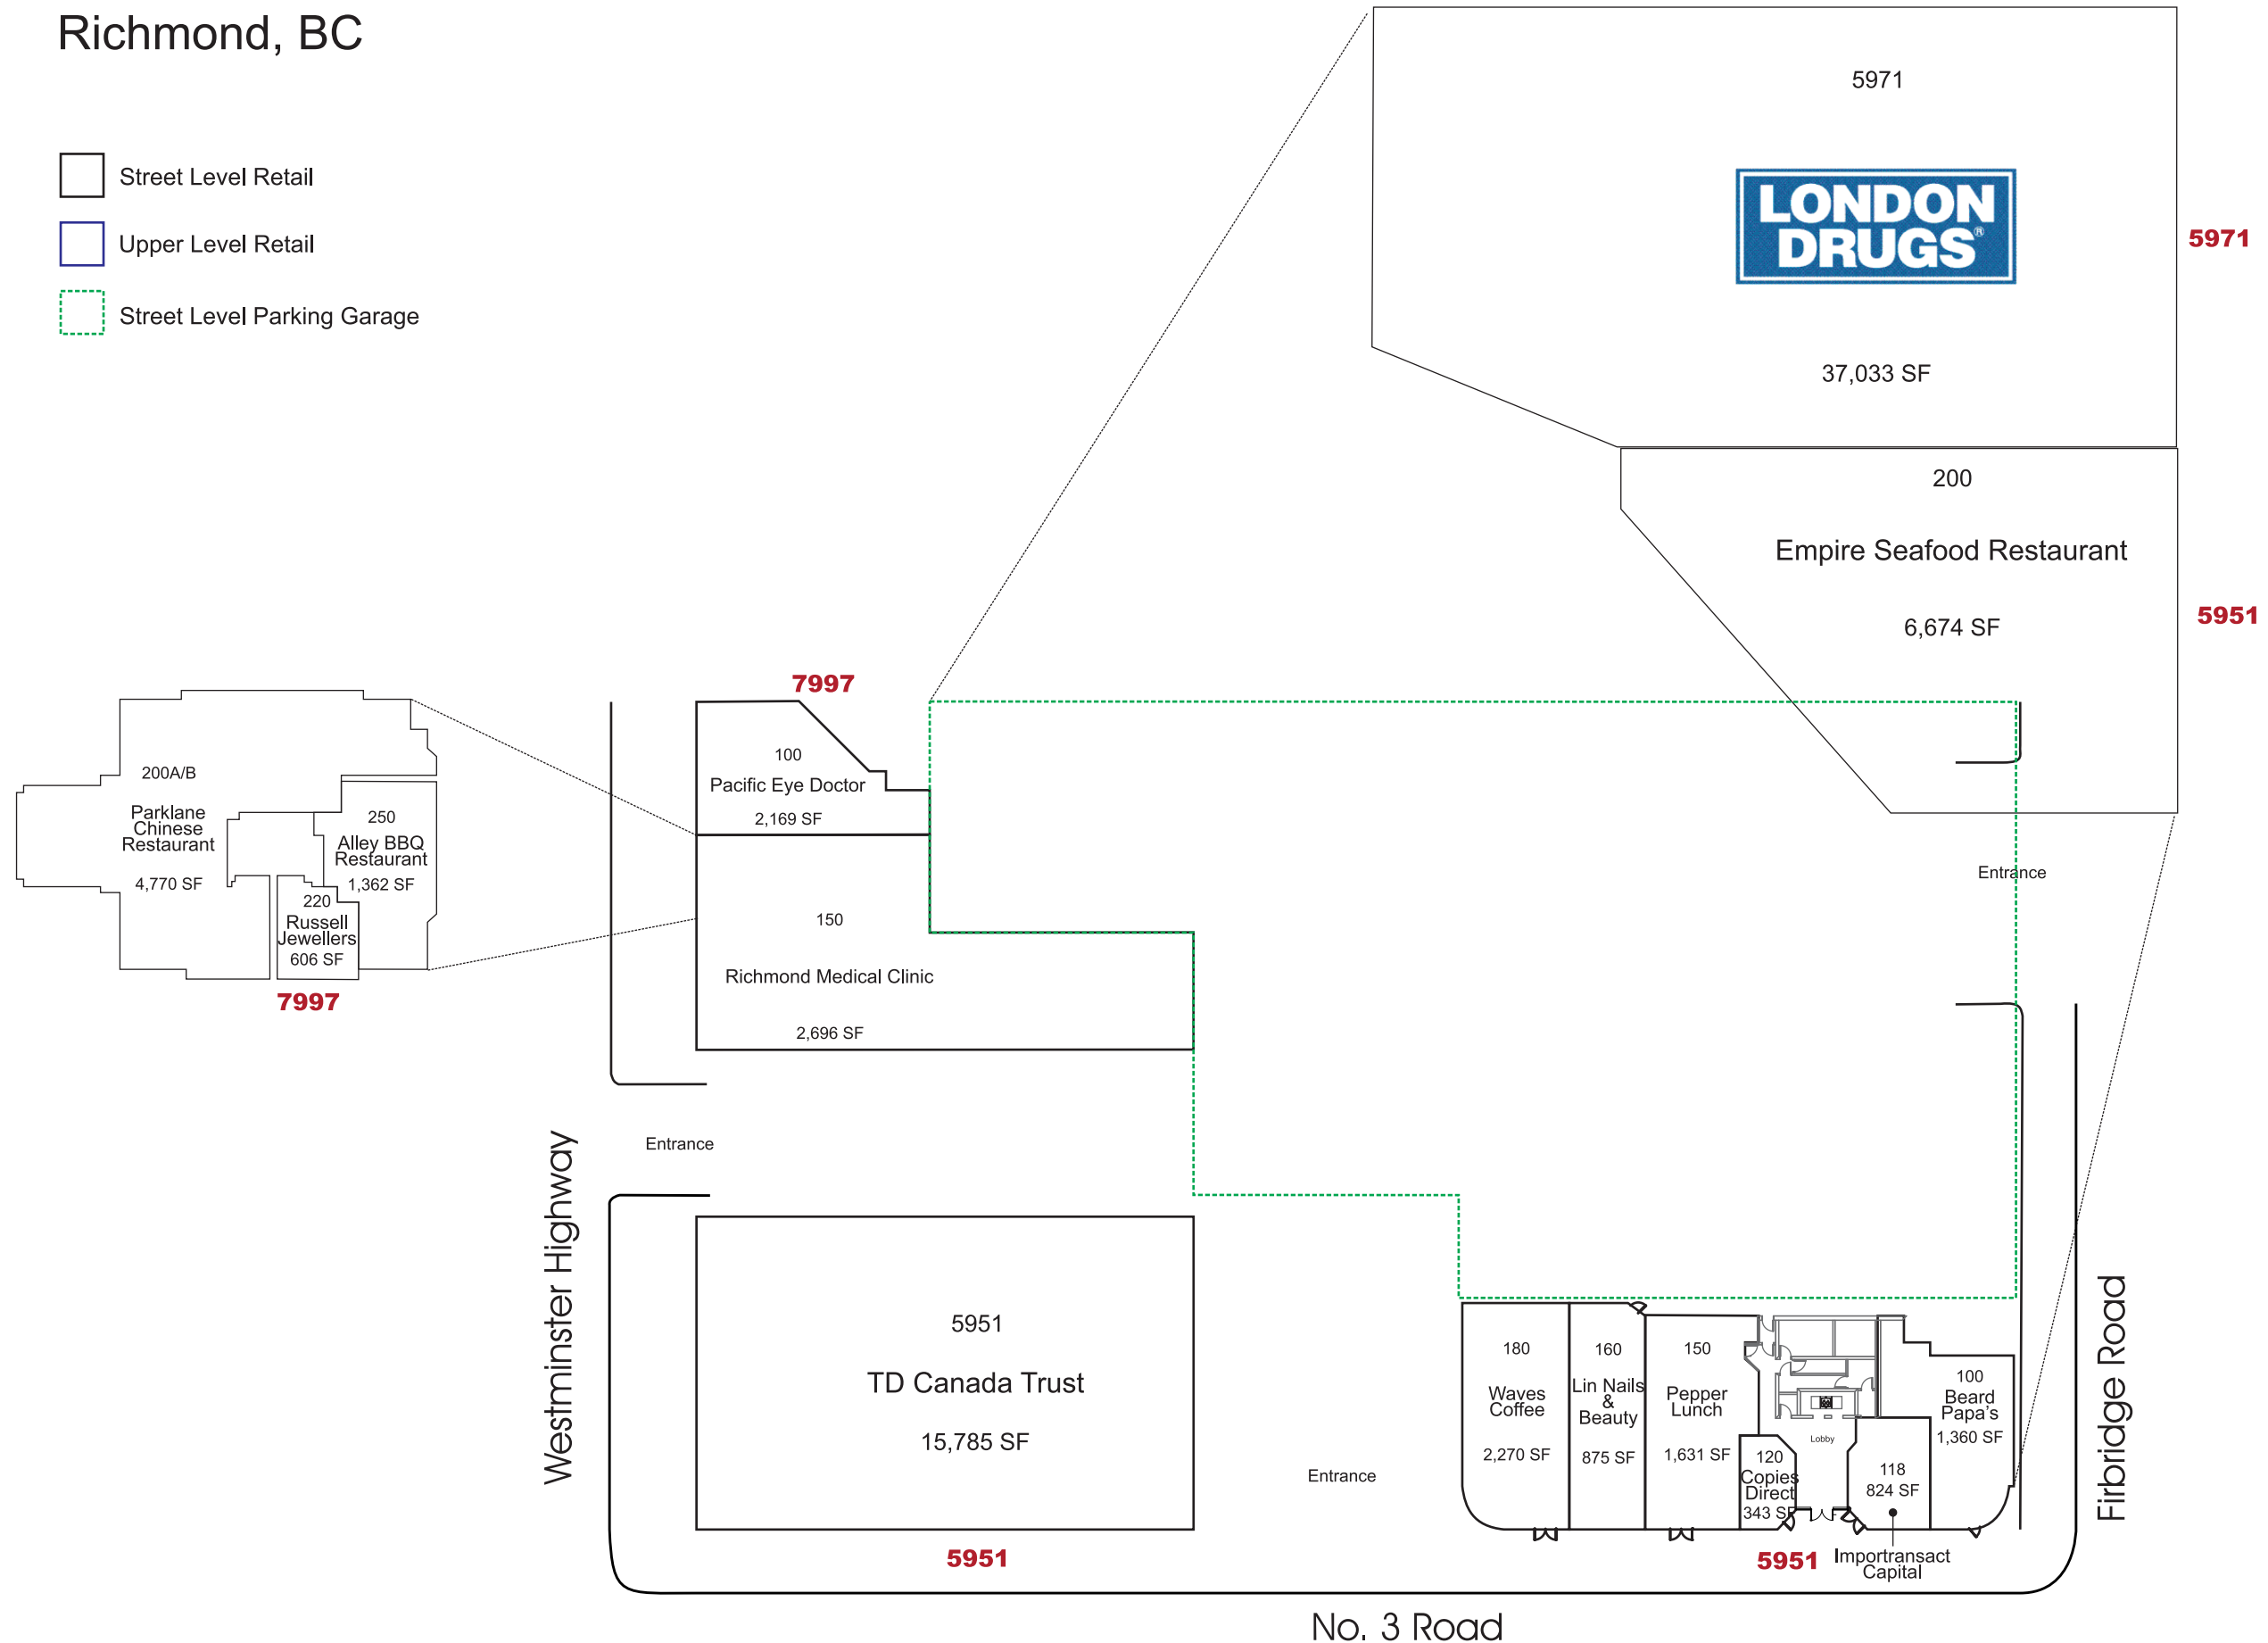 Richmond, BC
Street Level Retail
Upper Level Retail
Street Level Parking Garage
5971
LONDON
DRUGS®
37,033 SF
5971
200
Empire Seafood Restaurant
6,674 SF
5951
7997
100
Pacific Eye Doctor
2,169 SF
150
Richmond Medical Clinic
2,696 SF
200A/B
Parklane
Chinese
Restaurant
4,770 SF
250
Alley BBQ
Restaurant
1,362 SF
220
Russell
Jewellers
606 SF
7997
Entrance
Entrance
Westminster Highway
5951
TD Canada Trust
15,785 SF
5951
Entrance
180
Waves
Coffee
2,270 SF
160
Lin Nails
&
Beauty
875 SF
150
Pepper
Lunch
1,631 SF
120
Copies
Direct
343 SF
Lobby
118
824 SF
Importransact
Capital
100
Beard
Papa's
1,360 SF
5951
Firbridge Road
No. 3 Road